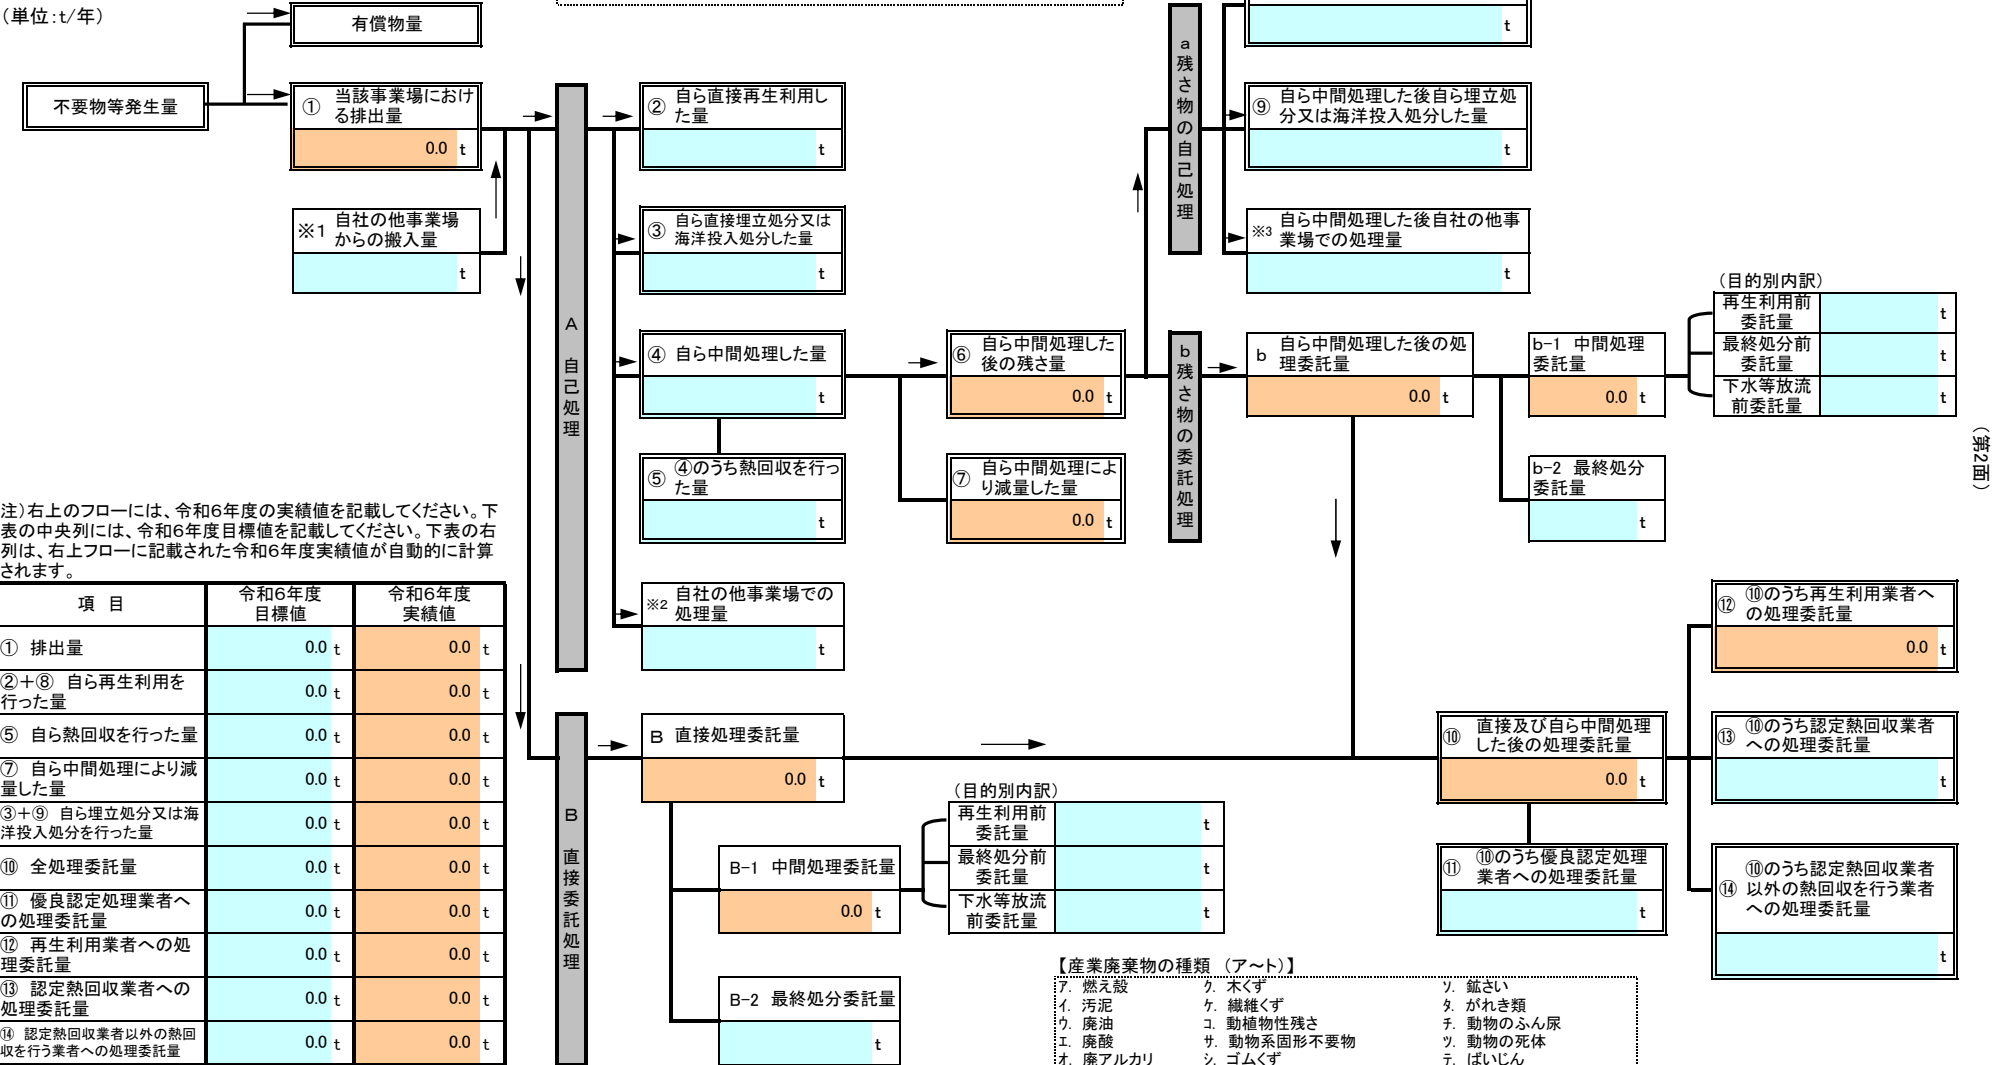 (単位:t/年)
有償物量
不要物等発生量
① 当該事業場におけ
る排出量
0.0 t
※1 自社の他事業場
からの搬入量
t
A 自己処理
② 自ら直接再生利用し
た量
t
③ 自ら直接埋立処分又は
海洋投入処分した量
t
④ 自ら中間処理した量
t
⑤ ④のうち熱回収を行っ
た量
t
※2 自社の他事業場での
処理量
t
⑥ 自ら中間処理した
後の残さ量
0.0 t
⑦ 自ら中間処理によ
り減量した量
0.0 t
a残さ物の自己処理
t
⑨ 自ら中間処理した後自ら埋立処
分又は海洋投入処分した量
t
※3 自ら中間処理した後自社の他事
業場での処理量
t
b残さ物の委託処理
b 自ら中間処理した後の処
理委託量
0.0 t
b-1 中間処理
委託量
0.0 t
b-2 最終処分
委託量
t
(目的別内訳)
再生利用前
委託量
t
最終処分前
委託量
t
下水等放流
前委託量
t
(第2面)
注)右上のフローには、令和6年度の実績値を記載してください。下
表の中央列には、令和6年度目標値を記載してください。下表の右
列は、右上フローに記載された令和6年度実績値が自動的に計算
されます。
項 目 令和6年度 目標値 令和6年度 実績値
① 排出量 0.0 t 0.0 t
②+⑧ 自ら再生利用を
行った量 0.0 t 0.0 t
⑤ 自ら熱回収を行った量 0.0 t 0.0 t
⑦ 自ら中間処理により減
量した量 0.0 t 0.0 t
③+⑨ 自ら埋立処分又は海
洋投入処分を行った量 0.0 t 0.0 t
⑩ 全処理委託量 0.0 t 0.0 t
⑪ 優良認定処理業者へ
の処理委託量 0.0 t 0.0 t
⑫ 再生利用業者への処
理委託量 0.0 t 0.0 t
⑬ 認定熱回収業者への
処理委託量 0.0 t 0.0 t
⑭ 認定熱回収業者以外の熱回
収を行う業者への処理委託量 0.0 t 0.0 t
B 直接委託処理
B 直接処理委託量
0.0 t
B-1 中間処理委託量
0.0 t
B-2 最終処分委託量
t
(目的別内訳)
再生利用前
委託量
t
最終処分前
委託量
t
下水等放流
前委託量
t
⑩ 直接及び自ら中間処理
した後の処理委託量
0.0 t
⑪ ⑩のうち優良認定処理
業者への処理委託量
t
⑫ ⑩のうち再生利用業者へ
の処理委託量
0.0 t
⑬ ⑩のうち認定熱回収業者
への処理委託量
t
⑭ ⑩のうち認定熱回収業者
以外の熱回収を行う業者
への処理委託量
t
【産業廃棄物の種類 (ア~ト)】
ア. 燃え殻 ク. 木くず ソ. 鉱さい
イ. 汚泥 ケ. 繊維くず タ. がれき類
ウ. 廃油 コ. 動植物性残さ チ. 動物のふん尿
エ. 廃酸 サ. 動物系固形不要物 ツ. 動物の死体
オ. 廃アルカリ シ. ゴムくず テ. ばいじん